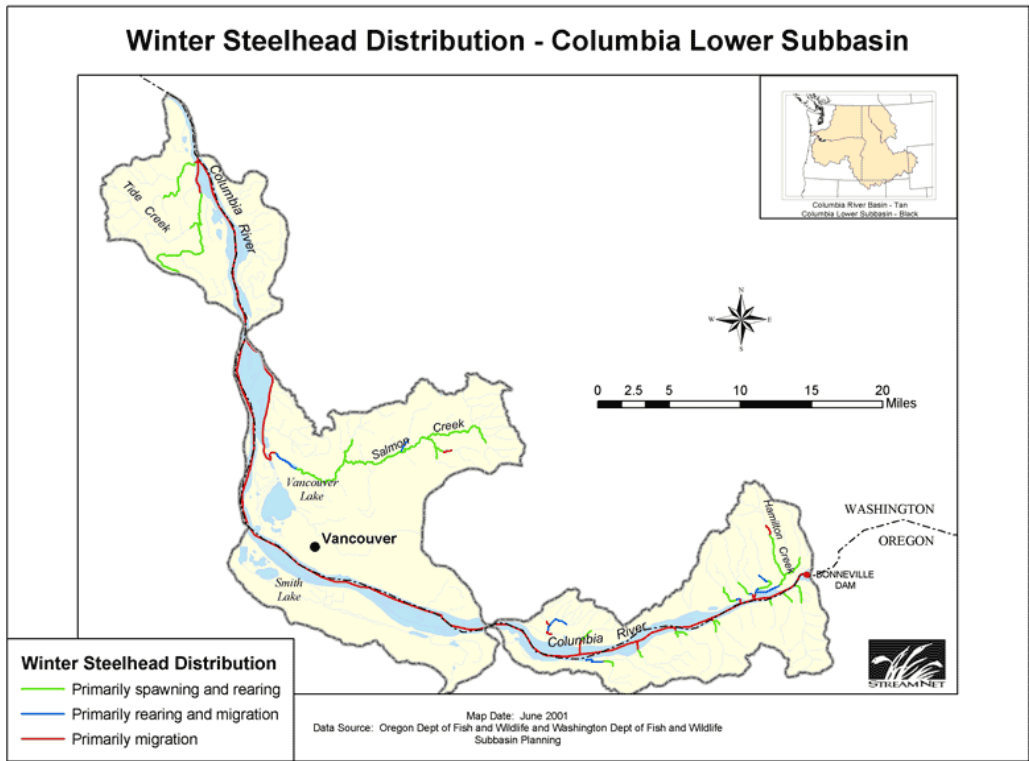 Winter Steelhead Distribution - Columbia Lower Subbasin
Columbia River Basin - Tan
Columbia Lower Subbasin - Black
Columbia River
Tide Creek
N
W
E
S
0 2.5 5 10 15 20
Miles
Salmon Creek
Vancouver
Lake
Vancouver
Smith
Lake
Hamilton Creek
WASHINGTON
OREGON
BONNEVILLE
DAM
Columbia River
STREAMNET
Winter Steelhead Distribution
Primarily spawning and rearing
Primarily rearing and migration
Primarily migration
Map Date: June 2001
Data Source: Oregon Dept of Fish and Wildlife and Washington Dept of Fish and Wildlife
Subbasin Planning